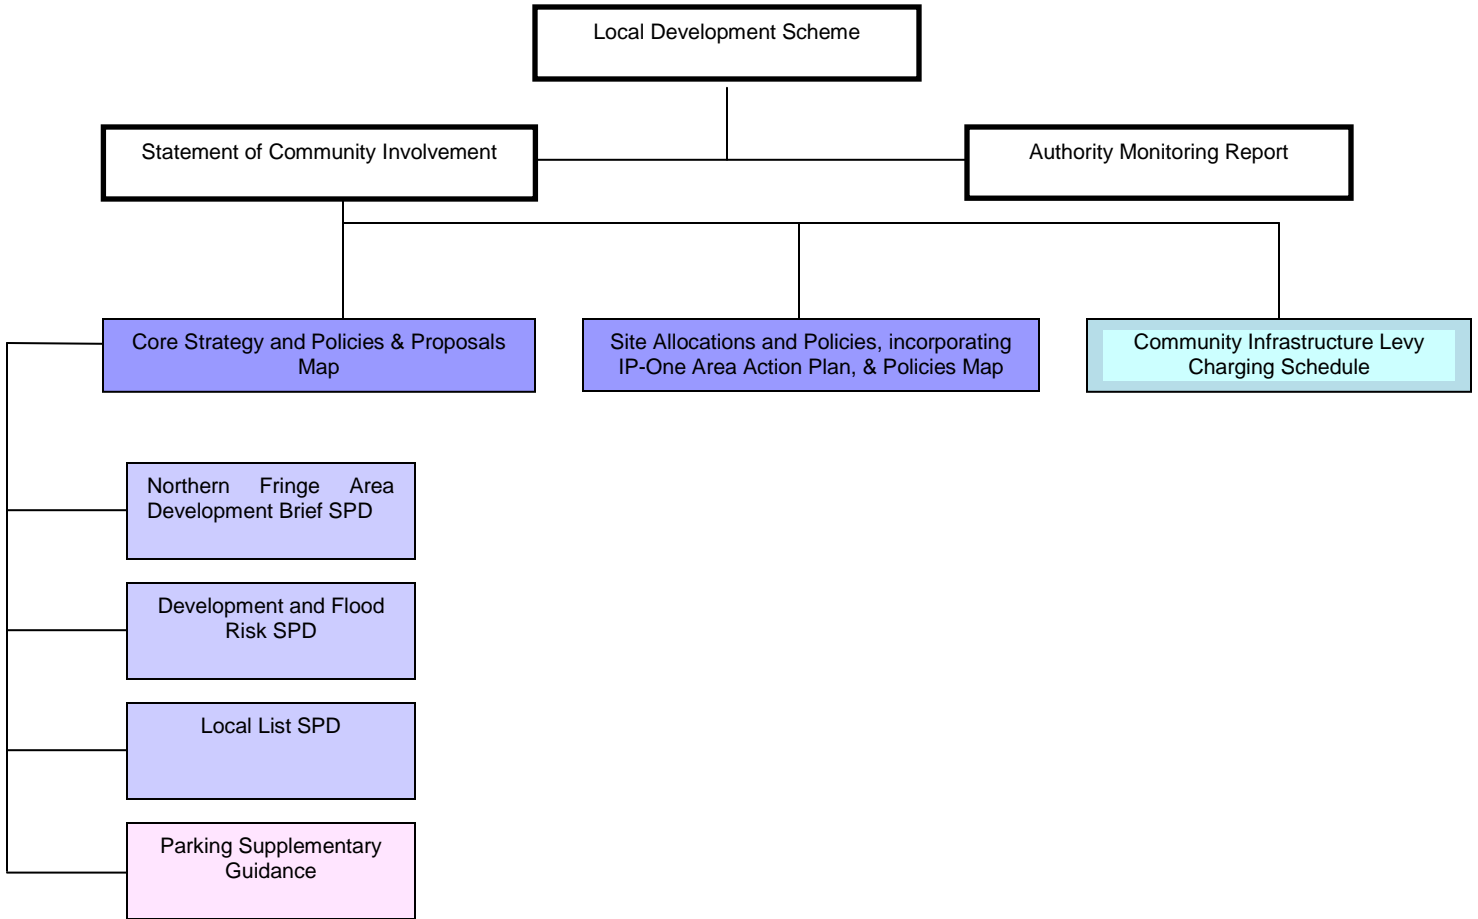 Local Development Scheme
Statement of Community Involvement
Authority Monitoring Report
Core Strategy and Policies & Proposals
Map
Site Allocations and Policies, incorporating
IP-One Area Action Plan, & Policies Map
Community Infrastructure Levy
Charging Schedule
Northern Fringe Area
Development Brief SPD
Development and Flood
Risk SPD
Local List SPD
Parking Supplementary
Guidance